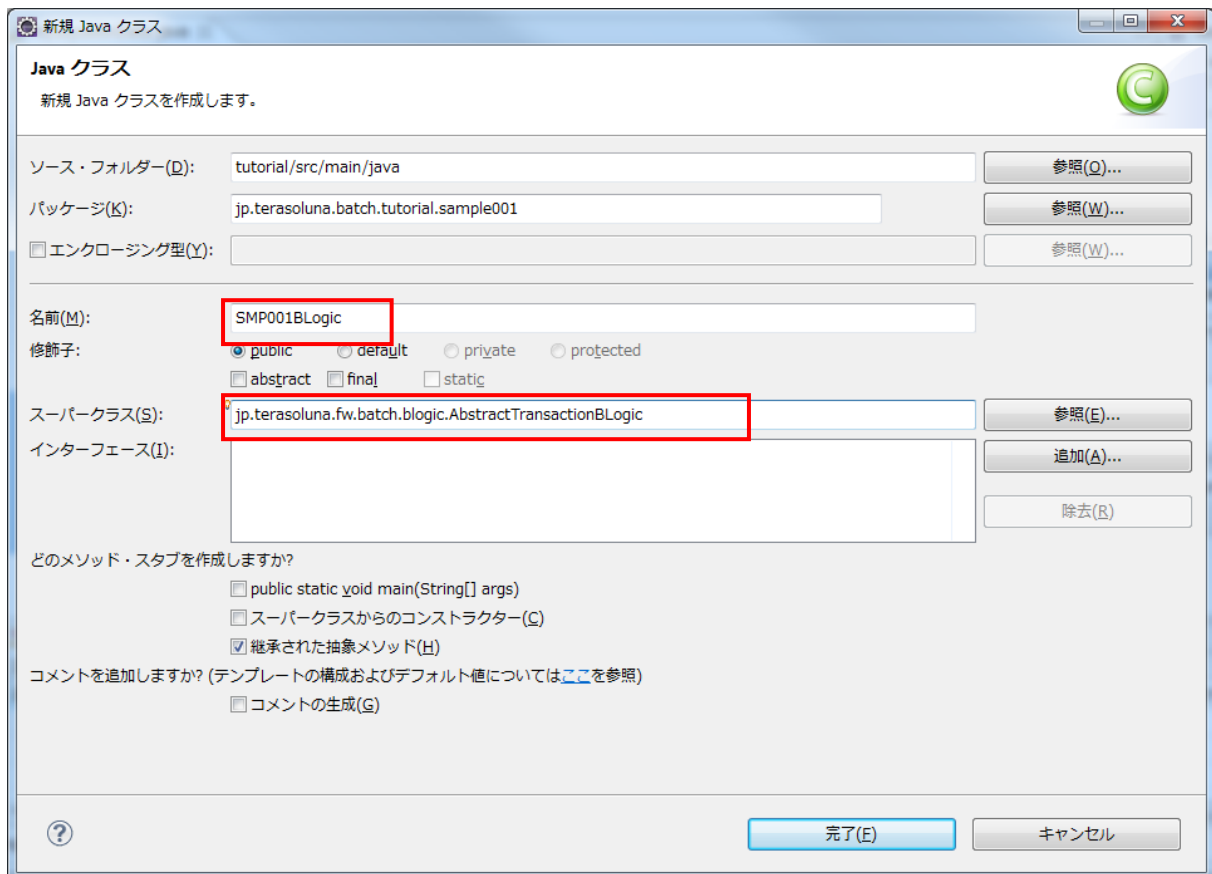 新規 Java クラス
Java クラス
新規 Java クラスを作成します。
ソース・フォルダー(D): tutorial/src/main/java 参照(O)...
パッケージ(K): jp.terasoluna.batch.tutorial.sample001 参照(W)...
エンクロージング型(Y): 参照(W)...
名前(M): SMP001BLogic
修飾子: public default private protected
abstract final static
スーパークラス(S): jp.terasoluna.fw.batch.blogic.AbstractTransactionBLogic 参照(E)...
インターフェース(I): 追加(A)...
除去(R)
どのメソッド・スタブを作成しますか?
public static void main(String[] args)
スーパークラスからのコンストラクター(C)
継承された抽象メソッド(H)
コメントを追加しますか? (テンプレートの構成およびデフォルト値についてはここを参照)
コメントの生成(G)
完了(F) キャンセル